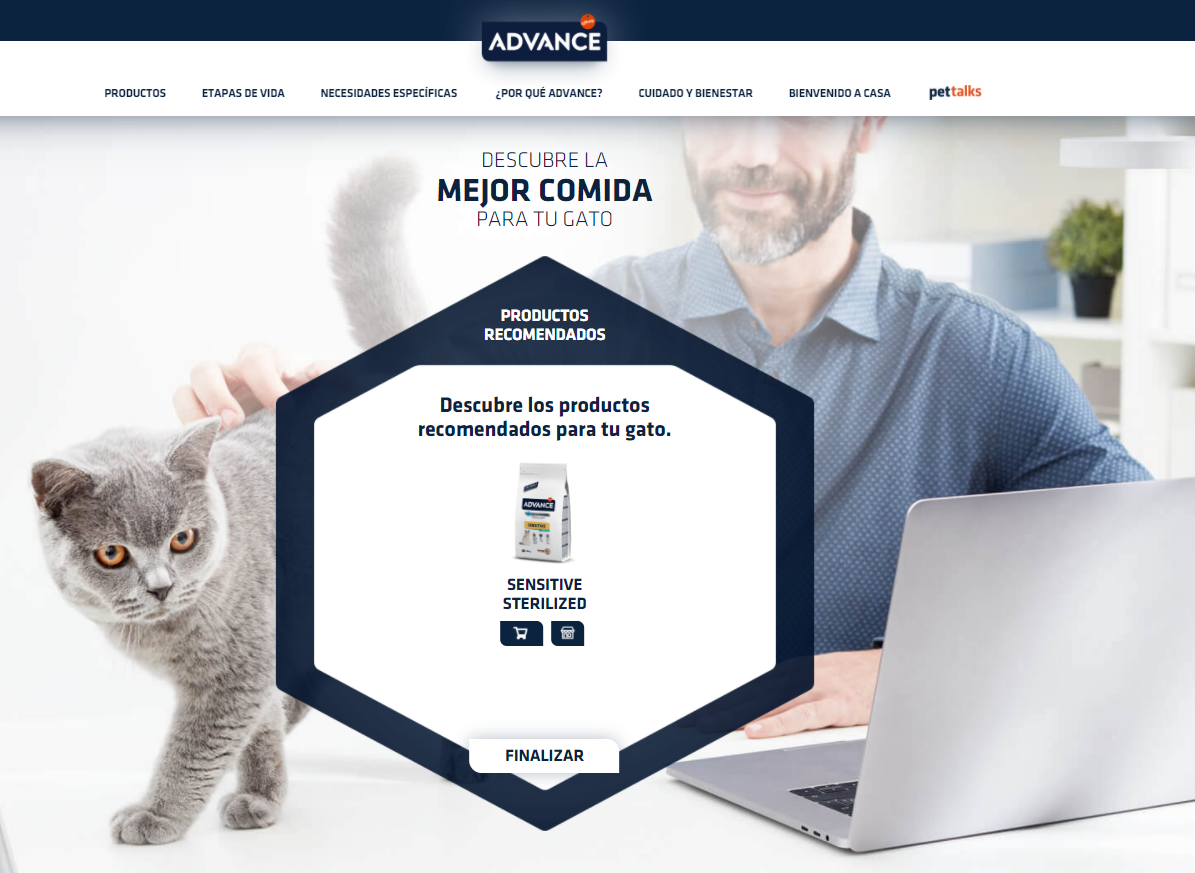 ADVANCE
PRODUCTOS
ETAPAS DE VIDA
NECESIDADES ESPECÍFICAS
¿POR QUÉ ADVANCE?
CUIDADO Y BIENESTAR
BIENVENIDO A CASA
pettalks
DESCUBRE LA
MEJOR COMIDA
PARA TU GATO
PRODUCTOS
RECOMENDADOS
Descubre los productos
recomendados para tu gato.
ADVANCE
SENSITIVE
STERILIZED
FINALIZAR